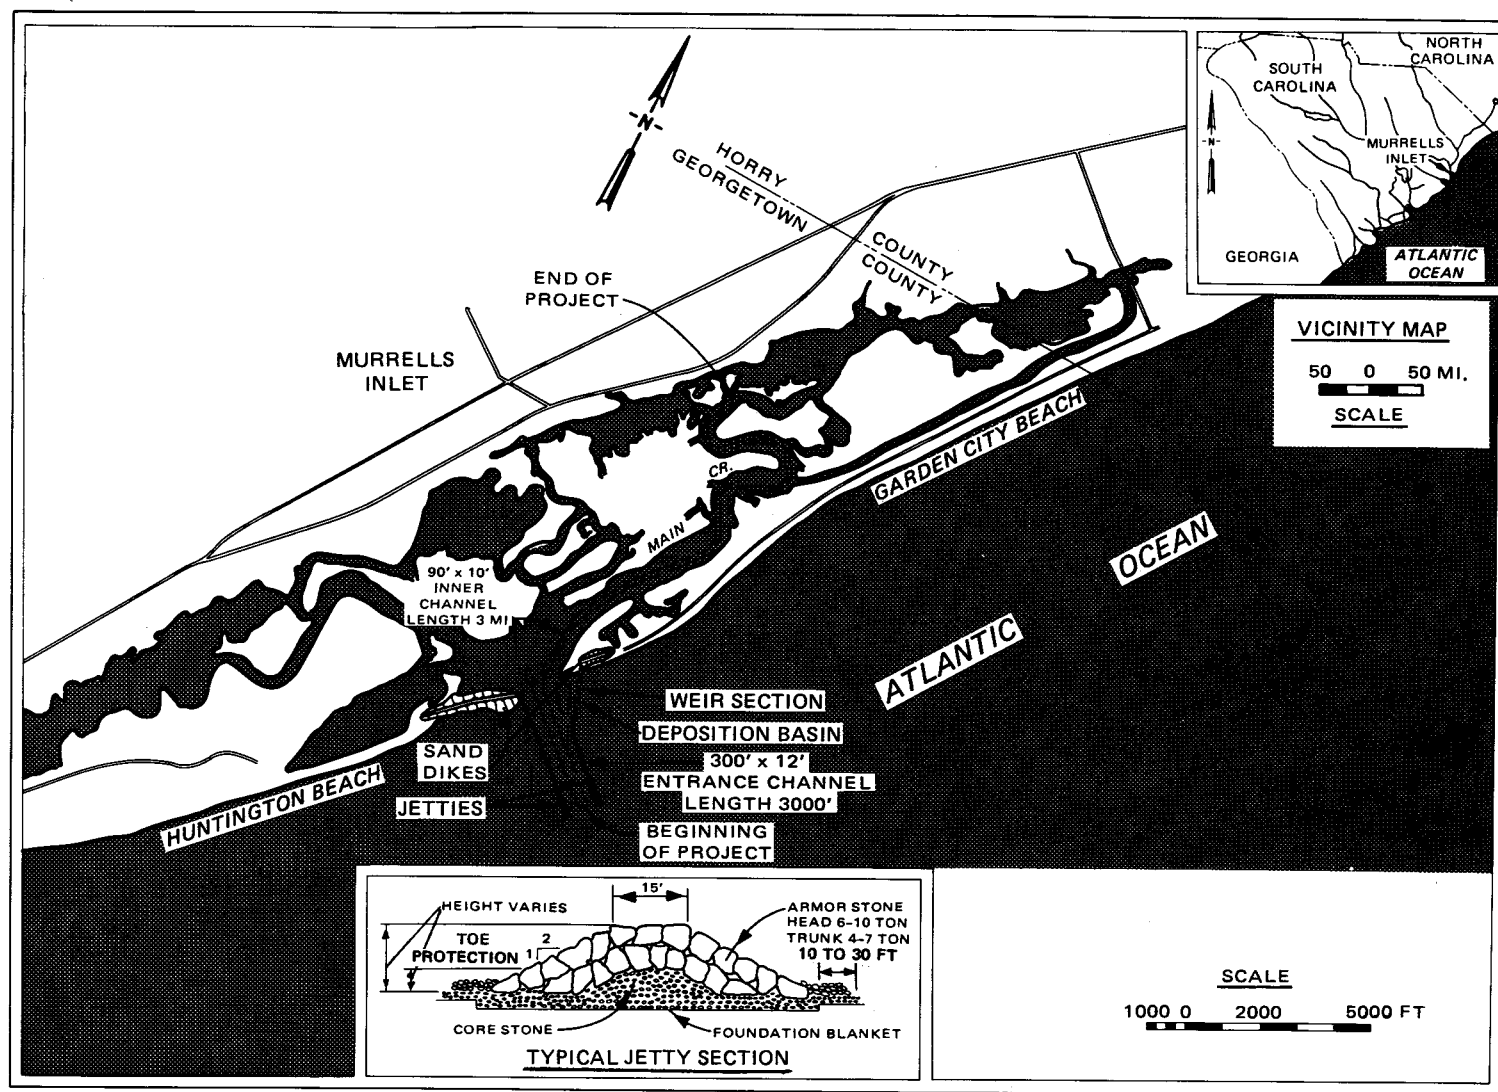 NORTH
CAROLINA
SOUTH
CAROLINA
N
MURRELLS
INLET
GEORGIA
ATLANTIC
OCEAN
VICINITY MAP
50 0 50 MI.
SCALE
N
HORRY
GEORGETOWN
COUNTY
COUNTY
END OF
PROJECT
MURRELLS
INLET
CR.
MAIN
GARDEN CITY BEACH
90' x 10'
INNER
CHANNEL
LENGTH 3 MI
ATLANTIC
OCEAN
WEIR SECTION
DEPOSITION BASIN
300' x 12'
ENTRANCE CHANNEL
LENGTH 3000'
BEGINNING
OF PROJECT
SAND
DIKES
JETTIES
HUNTINGTON BEACH
15'
HEIGHT VARIES
TOE
PROTECTION
2
1
ARMOR STONE
HEAD 6-10 TON
TRUNK 4-7 TON
10 TO 30 FT
CORE STONE
FOUNDATION BLANKET
TYPICAL JETTY SECTION
SCALE
1000 0 2000 5000 FT